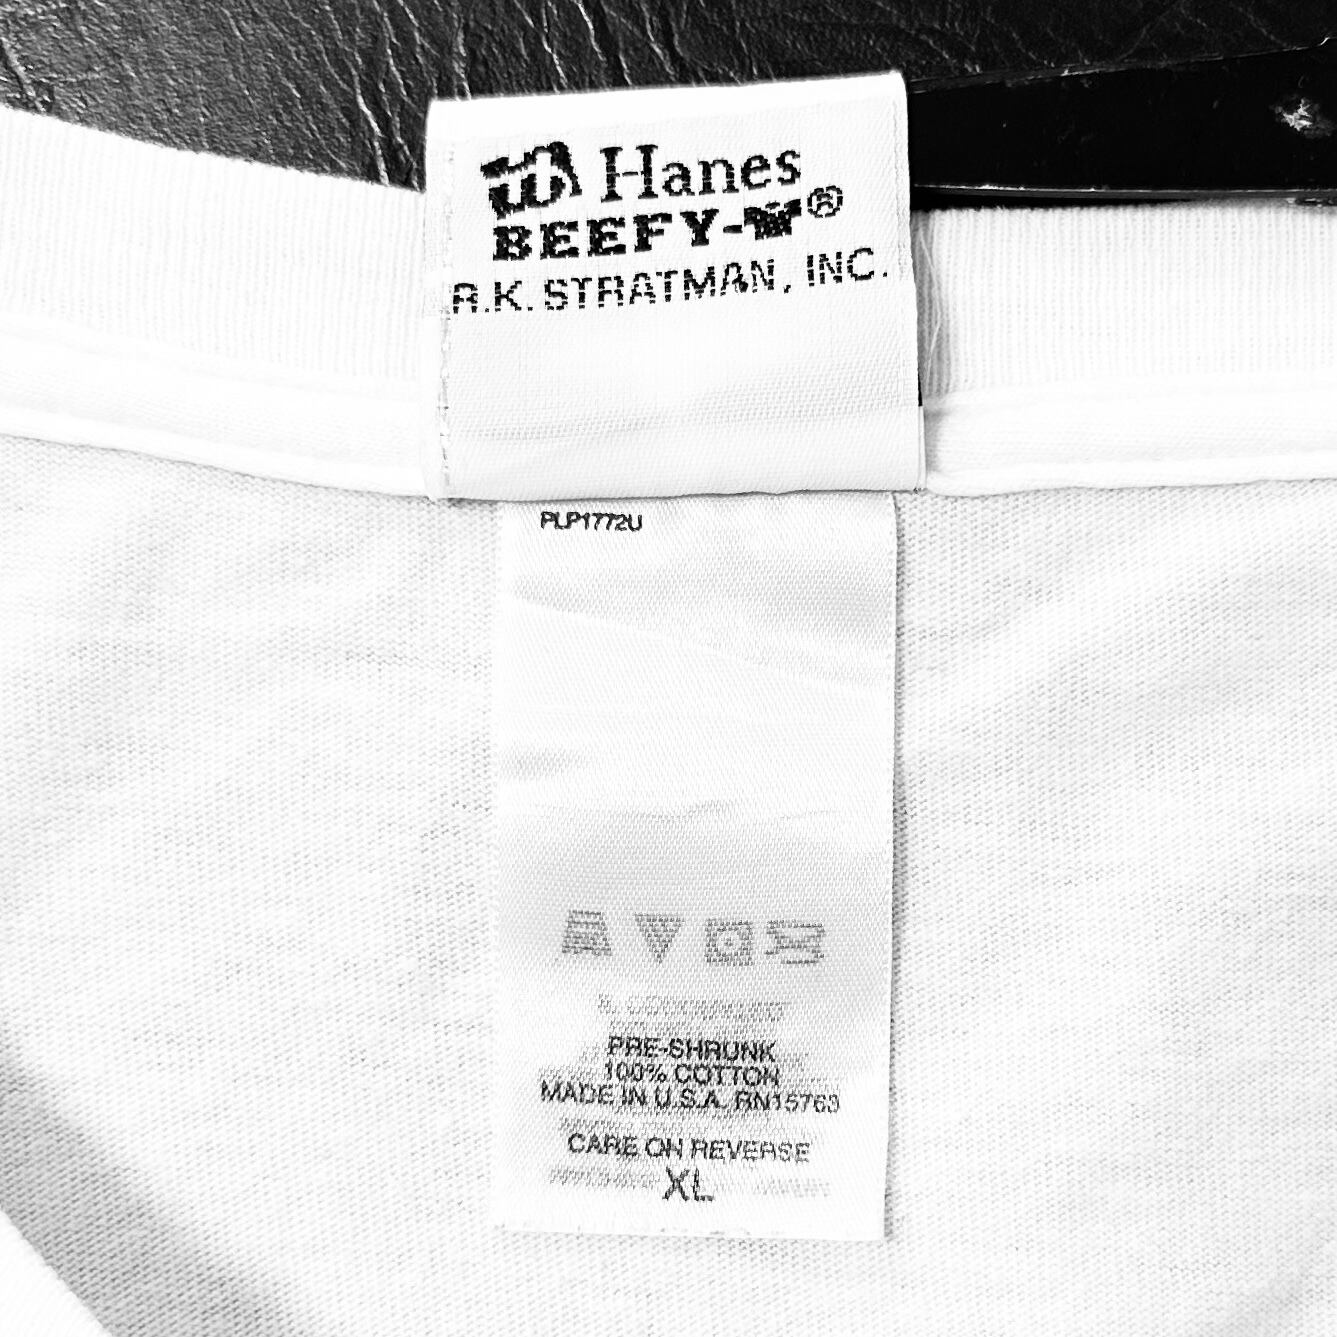 Hanes
BEEFY-T®
R.K. STRATMAN, INC.
PLP1772U
PRE-SHRUNK
100% COTTON
MADE IN U.S.A. RN15763
CARE ON REVERSE
XL